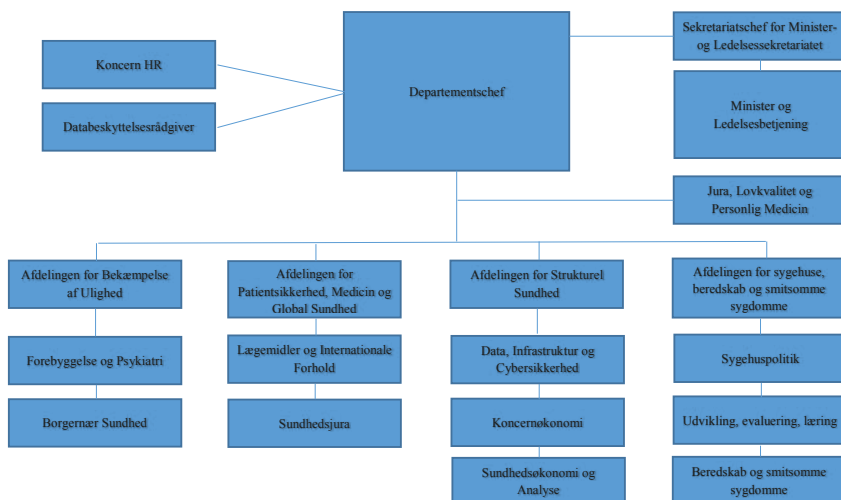 Sekretariatschef for Minister-
og Ledelsessekretariatet
Koncern HR
Departementschef
Databeskyttelsesrådgiver
Minister og
Ledelsesbetjening
Jura, Lovkvalitet og
Personlig Medicin
Afdelingen for Bekæmpelse
af Ulighed
Afdelingen for
Patientsikkerhed, Medicin og
Global Sundhed
Afdelingen for Strukturel
Sundhed
Afdelingen for sygehuse,
beredskab og smitsomme
sygdomme
Forebyggelse og Psykiatri
Lægemidler og Internationale
Forhold
Data, Infrastruktur og
Cybersikkerhed
Sygehuspolitik
Borgernær Sundhed
Sundhedsjura
Koncernøkonomi
Udvikling, evaluering, læring
Sundhedsøkonomi og
Analyse
Beredskab og smitsomme
sygdomme